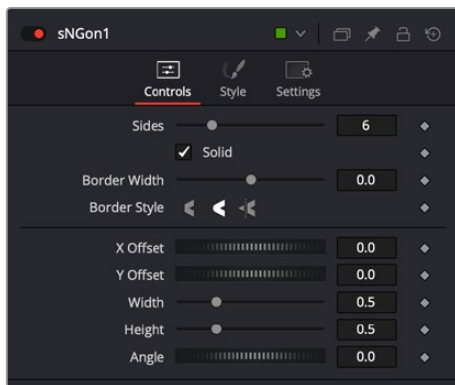 sNGon1
Controls Style Settings
Sides 6
Solid
Border Width 0.0
Border Style
X Offset 0.0
Y Offset 0.0
Width 0.5
Height 0.5
Angle 0.0